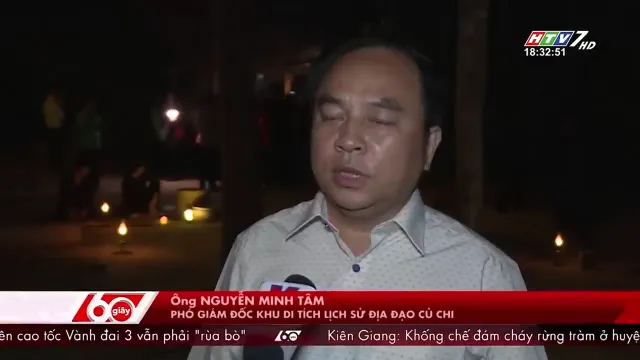 HTV7 HD
18:32:51
Ông NGUYỄN MINH TÂM
PHÓ GIÁM ĐỐC KHU DI TÍCH LỊCH SỬ ĐỊA ĐẠO CỦ CHI
60 giây
ến cao tốc Vành đai 3 vẫn phải "rùa bò"
Kiên Giang: Khống chế đám cháy rừng tràm ở huyệ